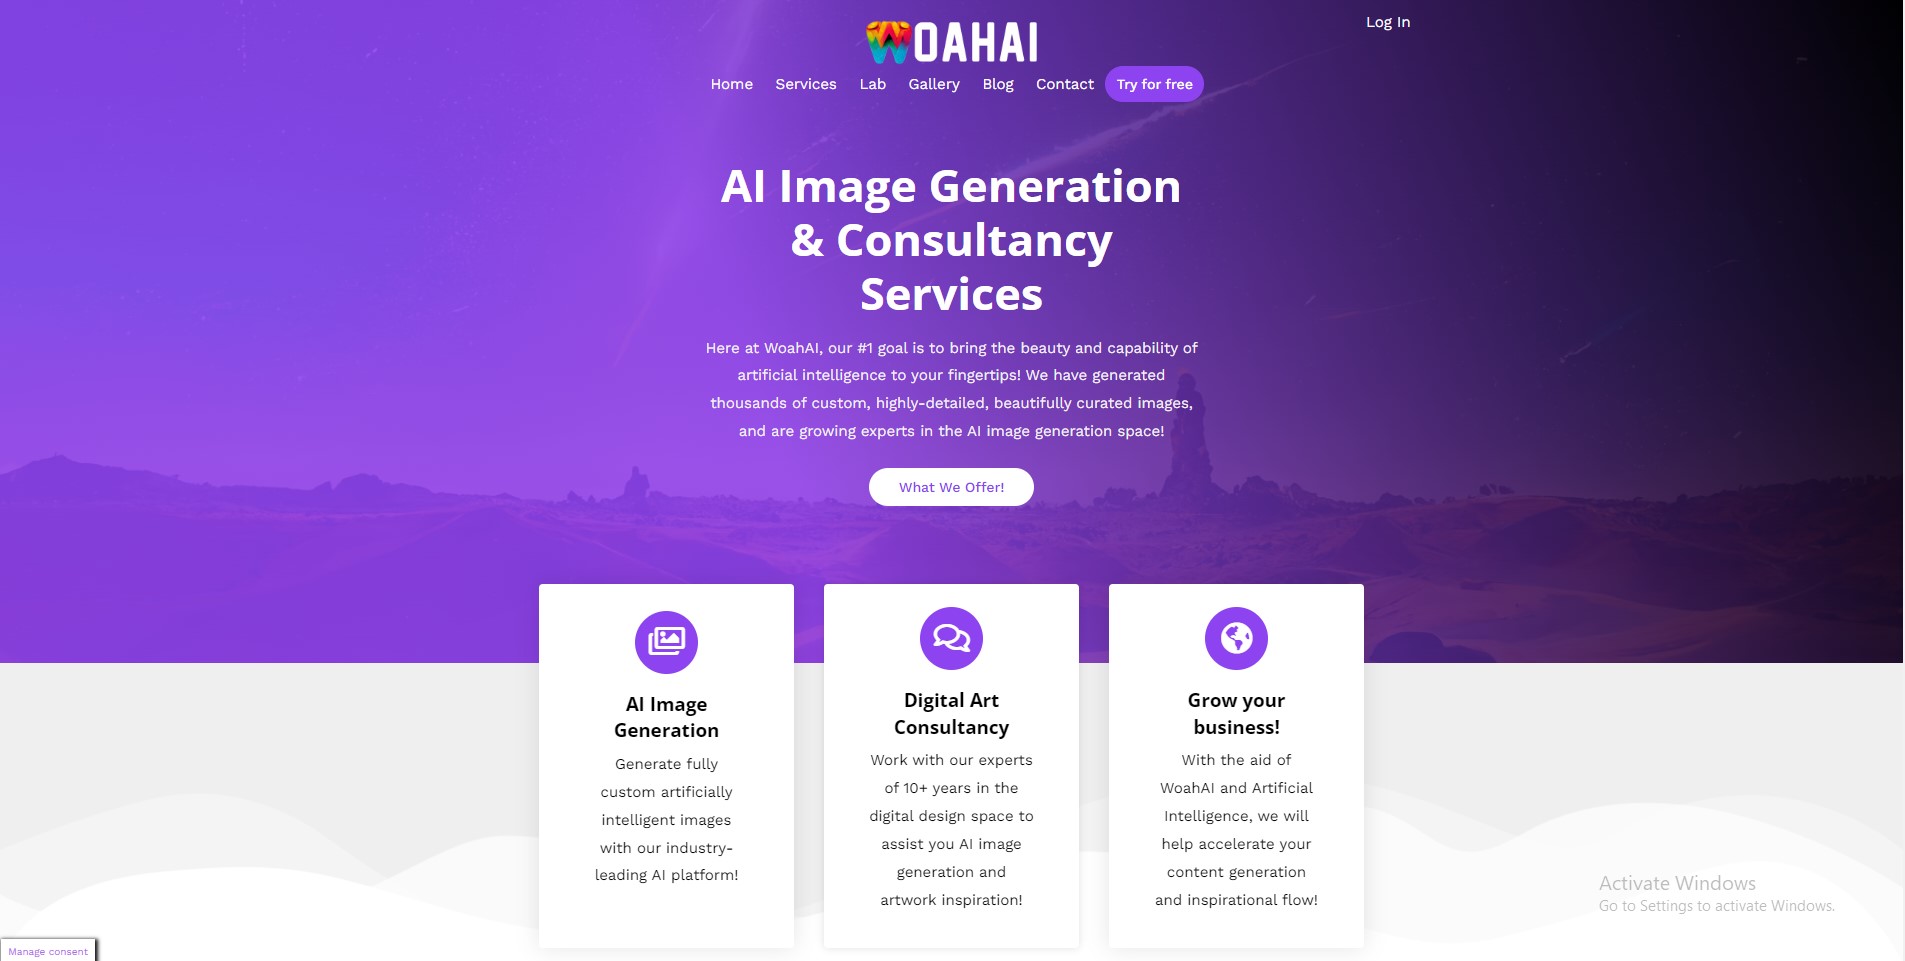 WOAHAI
Log In
Home Services Lab Gallery Blog Contact Try for free
AI Image Generation
& Consultancy
Services
Here at WoahAI, our #1 goal is to bring the beauty and capability of
artificial intelligence to your fingertips! We have generated
thousands of custom, highly-detailed, beautifully curated images,
and are growing experts in the AI image generation space!
What We Offer!
AI Image
Generation
Generate fully
custom artificially
intelligent images
with our industry-
leading AI platform!
Digital Art
Consultancy
Work with our experts
of 10+ years in the
digital design space to
assist you AI image
generation and
artwork inspiration!
Grow your
business!
With the aid of
WoahAI and Artificial
Intelligence, we will
help accelerate your
content generation
and inspirational flow!
Activate Windows
Go to Settings to activate Windows.
Manage consent